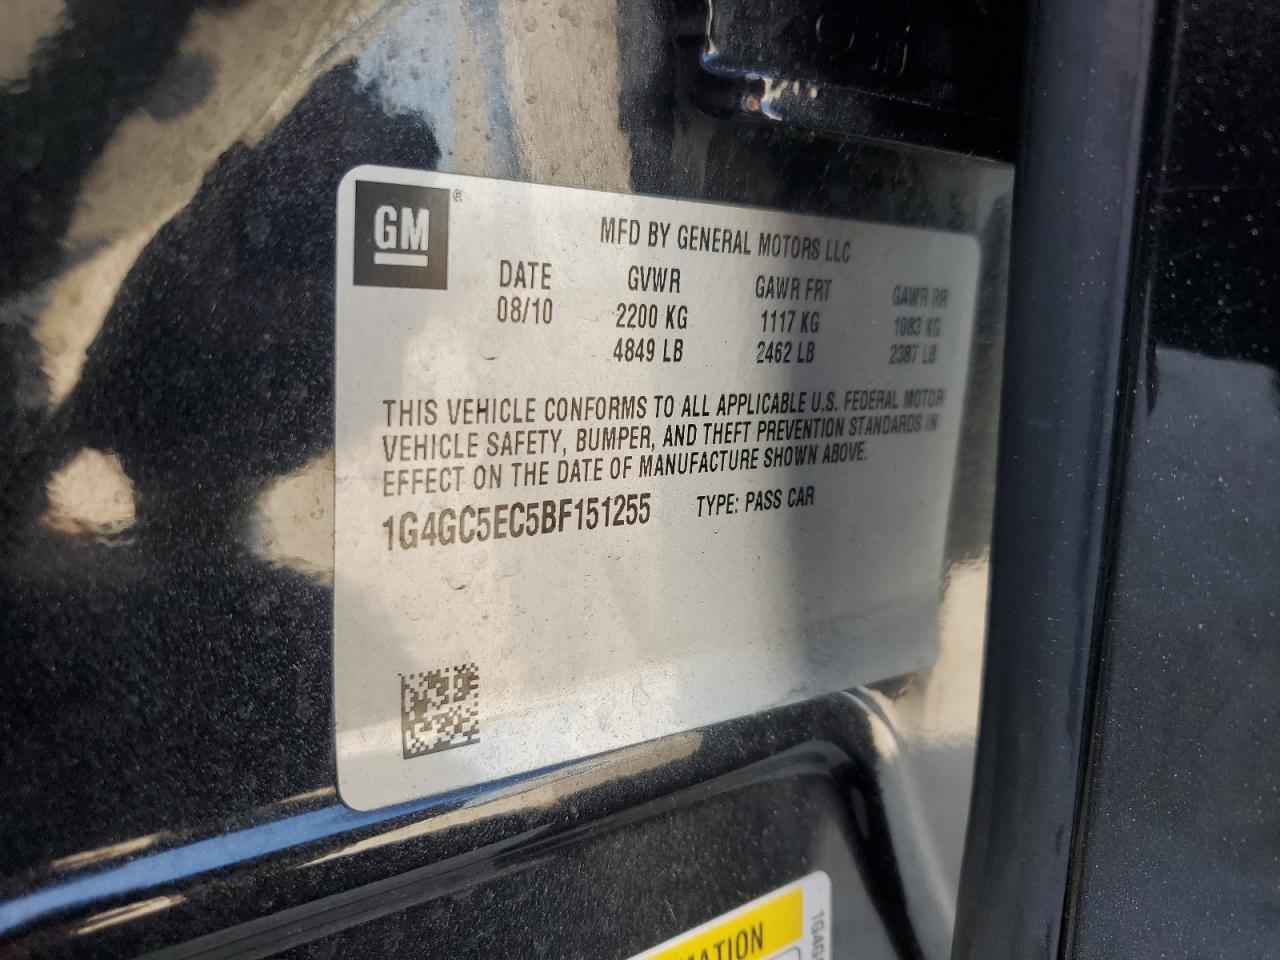 GM ®
MFD BY GENERAL MOTORS LLC
DATE GVWR GAWR FRT GAWR RR
08/10 2200 KG 1117 KG 1083 KG
4849 LB 2462 LB 2387 LB
THIS VEHICLE CONFORMS TO ALL APPLICABLE U.S. FEDERAL MOTOR
VEHICLE SAFETY, BUMPER, AND THEFT PREVENTION STANDARDS IN
EFFECT ON THE DATE OF MANUFACTURE SHOWN ABOVE.
1G4GC5EC5BF151255 TYPE: PASS CAR